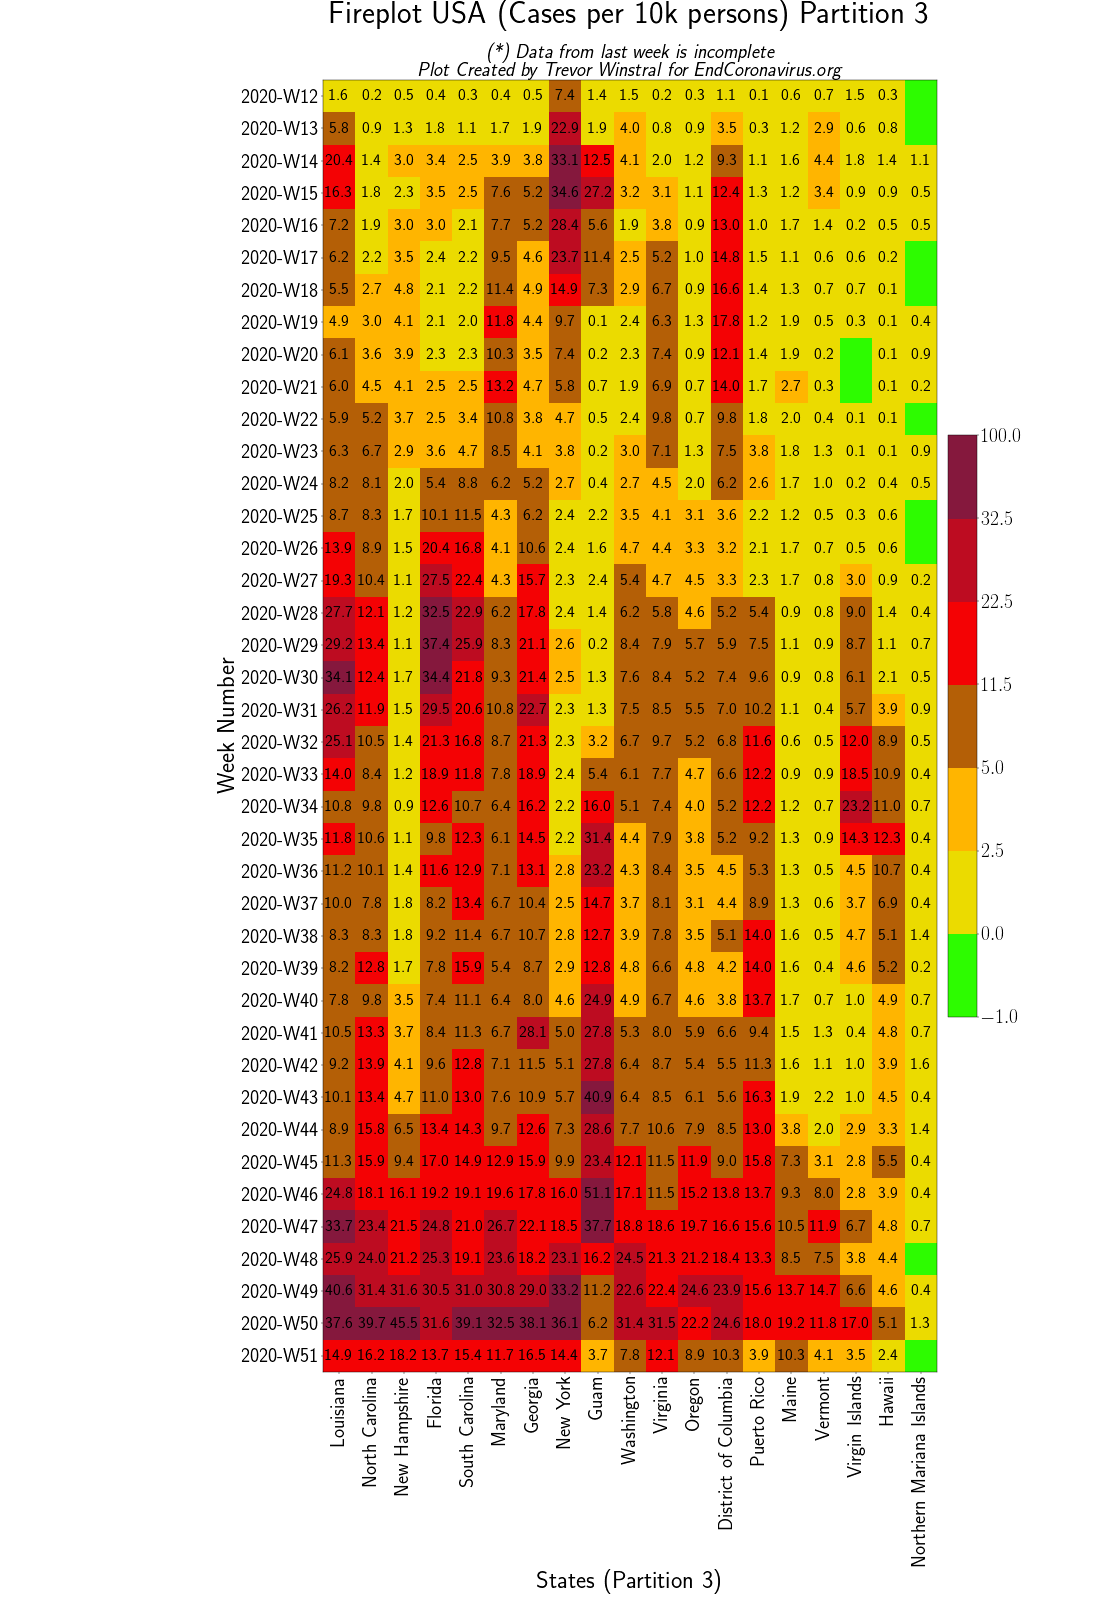 Fireplot USA (Cases per 10k persons) Partition 3
(*) Data from last week is incomplete
Plot Created by Trevor Winstral for EndCoronavirus.org
2020-W12 1.6 0.2 0.5 0.4 0.3 0.4 0.5 7.4 1.4 1.5 0.2 0.3 1.1 0.1 0.6 0.7 1.5 0.3
2020-W13 5.8 0.9 1.3 1.8 1.1 1.7 1.9 22.9 1.9 4.0 0.8 0.9 3.5 0.3 1.2 2.9 0.6 0.8
2020-W14 20.4 1.4 3.0 3.4 2.5 3.9 3.8 33.1 12.5 4.1 2.0 1.2 9.3 1.1 1.6 4.4 1.8 1.4 1.1
2020-W15 16.3 1.8 2.3 3.5 2.5 7.6 5.2 34.6 27.2 3.2 3.1 1.1 12.4 1.3 1.2 3.4 0.9 0.9 0.5
2020-W16 7.2 1.9 3.0 3.0 2.1 7.7 5.2 28.4 5.6 1.9 3.8 0.9 13.0 1.0 1.7 1.4 0.2 0.5 0.5
2020-W17 6.2 2.2 3.5 2.4 2.2 9.5 4.6 23.7 11.4 2.5 5.2 1.0 14.8 1.5 1.1 0.6 0.6 0.2
2020-W18 5.5 2.7 4.8 2.1 2.2 11.4 4.9 14.9 7.3 2.9 6.7 0.9 16.6 1.4 1.3 0.7 0.7 0.1
2020-W19 4.9 3.0 4.1 2.1 2.0 11.8 4.4 9.7 0.1 2.4 6.3 1.3 17.8 1.2 1.9 0.5 0.3 0.1 0.4
2020-W20 6.1 3.6 3.9 2.3 2.3 10.3 3.5 7.4 0.2 2.3 7.4 0.9 12.1 1.4 1.9 0.2 0.1 0.9
2020-W21 6.0 4.5 4.1 2.5 2.5 13.2 4.7 5.8 0.7 1.9 6.9 0.7 14.0 1.7 2.7 0.3 0.1 0.2
2020-W22 5.9 5.2 3.7 2.5 3.4 10.8 3.8 4.7 0.5 2.4 9.8 0.7 9.8 1.8 2.0 0.4 0.1 0.1
2020-W23 6.3 6.7 2.9 3.6 4.7 8.5 4.1 3.8 0.2 3.0 7.1 1.3 7.5 3.8 1.8 1.3 0.1 0.1 0.9
2020-W24 8.2 8.1 2.0 5.4 8.8 6.2 5.2 2.7 0.4 2.7 4.5 2.0 6.2 2.6 1.7 1.0 0.2 0.4 0.5
2020-W25 8.7 8.3 1.7 10.1 11.5 4.3 6.2 2.4 2.2 3.5 4.1 3.1 3.6 2.2 1.2 0.5 0.3 0.6
2020-W26 13.9 8.9 1.5 20.4 16.8 4.1 10.6 2.4 1.6 4.7 4.4 3.3 3.2 2.1 1.7 0.7 0.5 0.6
2020-W27 19.3 10.4 1.1 27.5 22.4 4.3 15.7 2.3 2.4 5.4 4.7 4.5 3.3 2.3 1.7 0.8 3.0 0.9 0.2
2020-W28 27.7 12.1 1.2 32.5 22.9 6.2 17.8 2.4 1.4 6.2 5.8 4.6 5.2 5.4 0.9 0.8 9.0 1.4 0.4
2020-W29 29.2 13.4 1.1 37.4 25.9 8.3 21.1 2.6 0.2 8.4 7.9 5.7 5.9 7.5 1.1 0.9 8.7 1.1 0.7
2020-W30 34.1 12.4 1.7 34.4 21.8 9.3 21.4 2.5 1.3 7.6 8.4 5.2 7.4 9.6 0.9 0.8 6.1 2.1 0.5
2020-W31 26.2 11.9 1.5 29.5 20.6 10.8 22.7 2.3 1.3 7.5 8.5 5.5 7.0 10.2 1.1 0.4 5.7 3.9 0.9
2020-W32 25.1 10.5 1.4 21.3 16.8 8.7 21.3 2.3 3.2 6.7 9.7 5.2 6.8 11.6 0.6 0.5 12.0 8.9 0.5
2020-W33 14.0 8.4 1.2 18.9 11.8 7.8 18.9 2.4 5.4 6.1 7.7 4.7 6.6 12.2 0.9 0.9 18.5 10.9 0.4
2020-W34 10.8 9.8 0.9 12.6 10.7 6.4 16.2 2.2 16.0 5.1 7.4 4.0 5.2 12.2 1.2 0.7 23.2 11.0 0.7
2020-W35 11.8 10.6 1.1 9.8 12.3 6.1 14.5 2.2 31.4 4.4 7.9 3.8 5.2 9.2 1.3 0.9 14.3 12.3 0.4
2020-W36 11.2 10.1 1.4 11.6 12.9 7.1 13.1 2.8 23.2 4.3 8.4 3.5 4.5 5.3 1.3 0.5 4.5 10.7 0.4
2020-W37 10.0 7.8 1.8 8.2 13.4 6.7 10.4 2.5 14.7 3.7 8.1 3.1 4.4 8.9 1.3 0.6 3.7 6.9 0.4
2020-W38 8.3 8.3 1.8 9.2 11.4 6.7 10.7 2.8 12.7 3.9 7.8 3.5 5.1 14.0 1.6 0.5 4.7 5.1 1.4
2020-W39 8.2 12.8 1.7 7.8 15.9 5.4 8.7 2.9 12.8 4.8 6.6 4.8 4.2 14.0 1.6 0.4 4.6 5.2 0.2
2020-W40 7.8 9.8 3.5 7.4 11.1 6.4 8.0 4.6 24.9 4.9 6.7 4.6 3.8 13.7 1.7 0.7 1.0 4.9 0.7
2020-W41 10.5 13.3 3.7 8.4 11.3 6.7 28.1 5.0 27.8 5.3 8.0 5.9 6.6 9.4 1.5 1.3 0.4 4.8 0.7
2020-W42 9.2 13.9 4.1 9.6 12.8 7.1 11.5 5.1 27.8 6.4 8.7 5.4 5.5 11.3 1.6 1.1 1.0 3.9 1.6
2020-W43 10.1 13.4 4.7 11.0 13.0 7.6 10.9 5.7 40.9 6.4 8.5 6.1 5.6 16.3 1.9 2.2 1.0 4.5 0.4
2020-W44 8.9 15.8 6.5 13.4 14.3 9.7 12.6 7.3 28.6 7.7 10.6 7.9 8.5 13.0 3.8 2.0 2.9 3.3 1.4
2020-W45 11.3 15.9 9.4 17.0 14.9 12.9 15.9 9.9 23.4 12.1 11.5 11.9 9.0 15.8 7.3 3.1 2.8 5.5 0.4
2020-W46 24.8 18.1 16.1 19.2 19.1 19.6 17.8 16.0 51.1 17.1 11.5 15.2 13.8 13.7 9.3 8.0 2.8 3.9 0.4
2020-W47 33.7 23.4 21.5 24.8 21.0 26.7 22.1 18.5 37.7 18.8 18.6 19.7 16.6 15.6 10.5 11.9 6.7 4.8 0.7
2020-W48 25.9 24.0 21.2 25.3 19.1 23.6 18.2 23.1 16.2 24.5 21.3 21.2 18.4 13.3 8.5 7.5 3.8 4.4
2020-W49 40.6 31.4 31.6 30.5 31.0 30.8 29.0 33.2 11.2 22.6 22.4 24.6 23.9 15.6 13.7 14.7 6.6 4.6 0.4
2020-W50 37.6 39.7 45.5 31.6 39.1 32.5 38.1 36.1 6.2 31.4 31.5 22.2 24.6 18.0 19.2 11.8 17.0 5.1 1.3
2020-W51 14.9 16.2 18.2 13.7 15.4 11.7 16.5 14.4 3.7 7.8 12.1 8.9 10.3 3.9 10.3 4.1 3.5 2.4
Week Number
Louisiana
North Carolina
New Hampshire
Florida
South Carolina
Maryland
Georgia
New York
Guam
Washington
Virginia
Oregon
District of Columbia
Puerto Rico
Maine
Vermont
Virgin Islands
Hawaii
Northern Mariana Islands
States (Partition 3)
100.0
32.5
22.5
11.5
5.0
2.5
0.0
−1.0